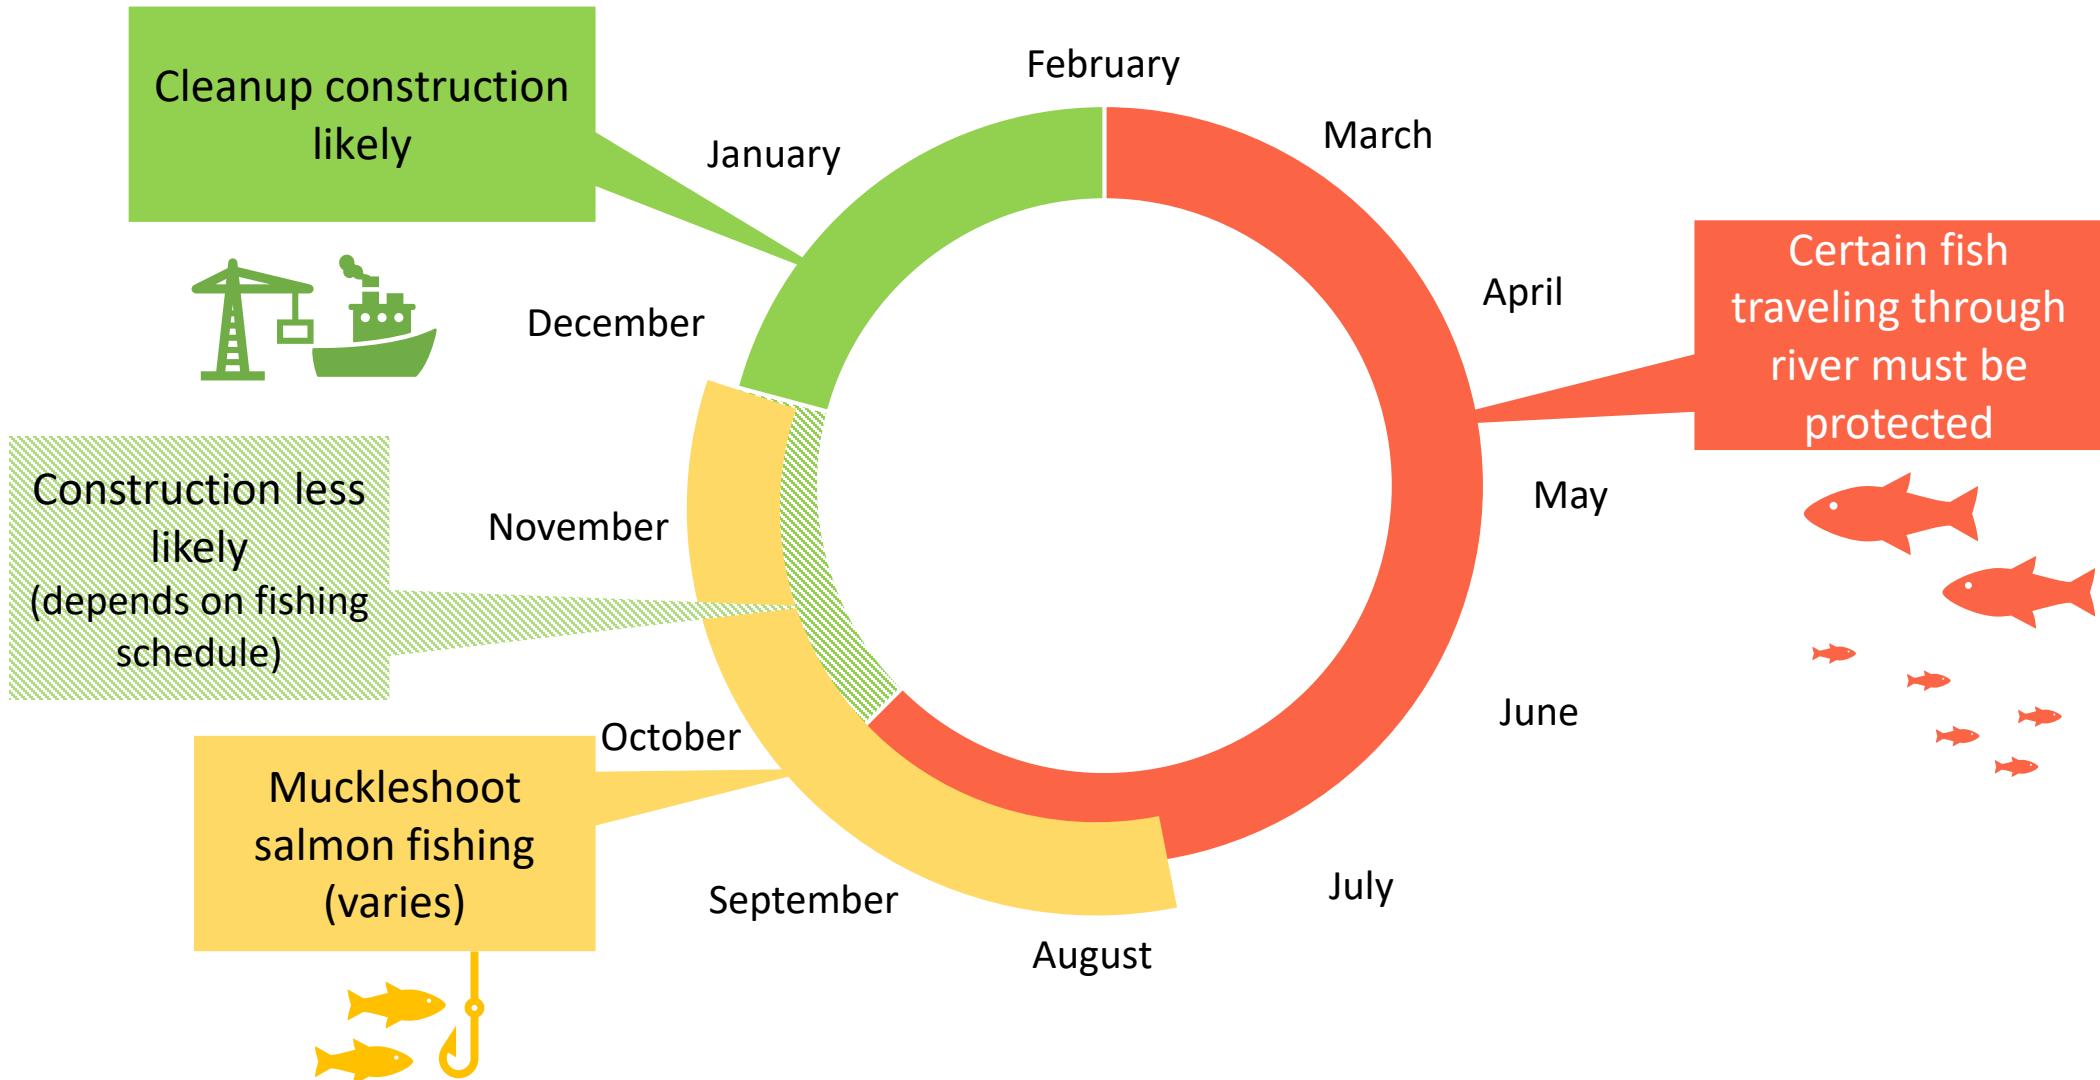 Cleanup construction
likely
February
January
March
December
April
Certain fish
traveling through
river must be
protected
Construction less
likely
(depends on fishing
schedule)
November
May
October
June
Muckleshoot
salmon fishing
(varies)
September
July
August